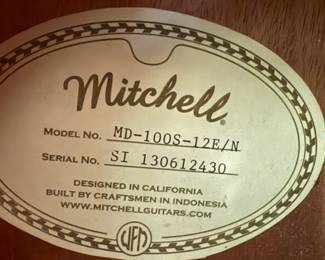 Mitchell®
MODEL NO. MD-100S-12E/N
SERIAL NO. SI 130612430
DESIGNED IN CALIFORNIA
BUILT BY CRAFTSMEN IN INDONESIA
WWW.MITCHELLGUITARS.COM